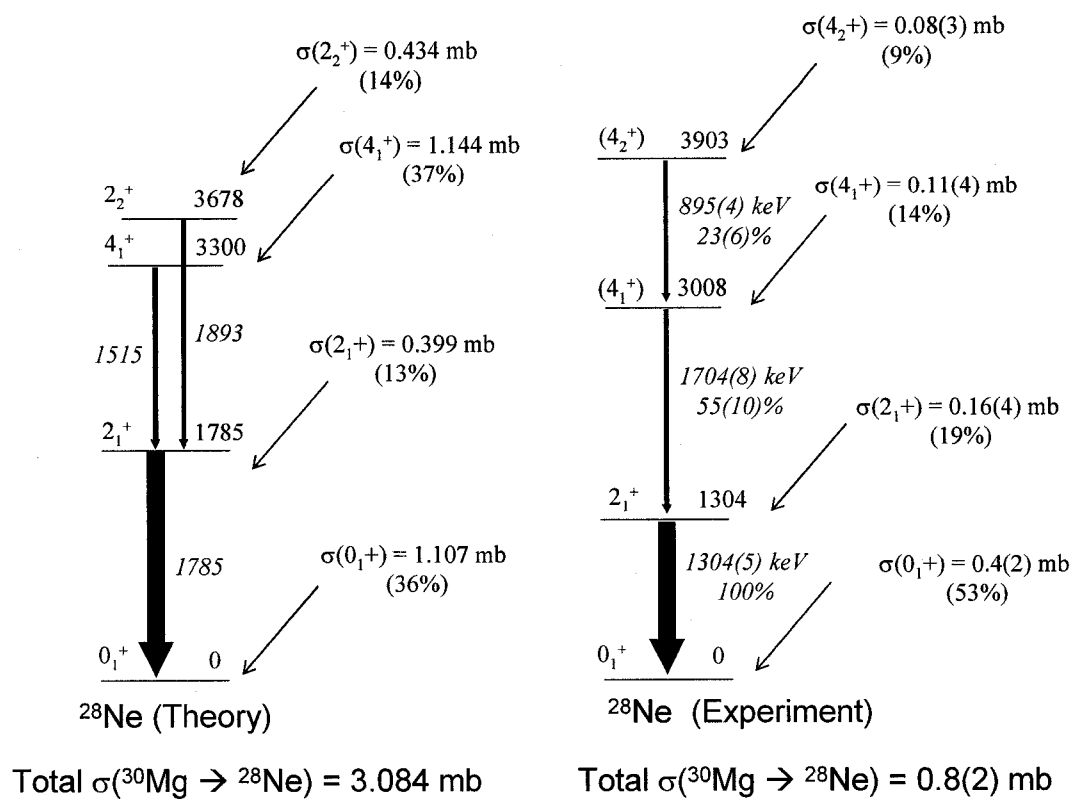 σ(2₂⁺) = 0.434 mb
(14%)
σ(4₁⁺) = 1.144 mb
(37%)
2₂⁺ 3678
4₁⁺ 3300
1515
1893
σ(2₁+) = 0.399 mb
(13%)
2₁⁺ 1785
1785
σ(0₁+) = 1.107 mb
(36%)
0₁⁺ 0
²⁸Ne (Theory)
Total σ(³⁰Mg → ²⁸Ne) = 3.084 mb
σ(4₂+) = 0.08(3) mb
(9%)
(4₂⁺) 3903
895(4) keV
23(6)%
σ(4₁+) = 0.11(4) mb
(14%)
(4₁⁺) 3008
1704(8) keV
55(10)%
σ(2₁+) = 0.16(4) mb
(19%)
2₁⁺ 1304
1304(5) keV
100%
σ(0₁+) = 0.4(2) mb
(53%)
0₁⁺ 0
²⁸Ne (Experiment)
Total σ(³⁰Mg → ²⁸Ne) = 0.8(2) mb